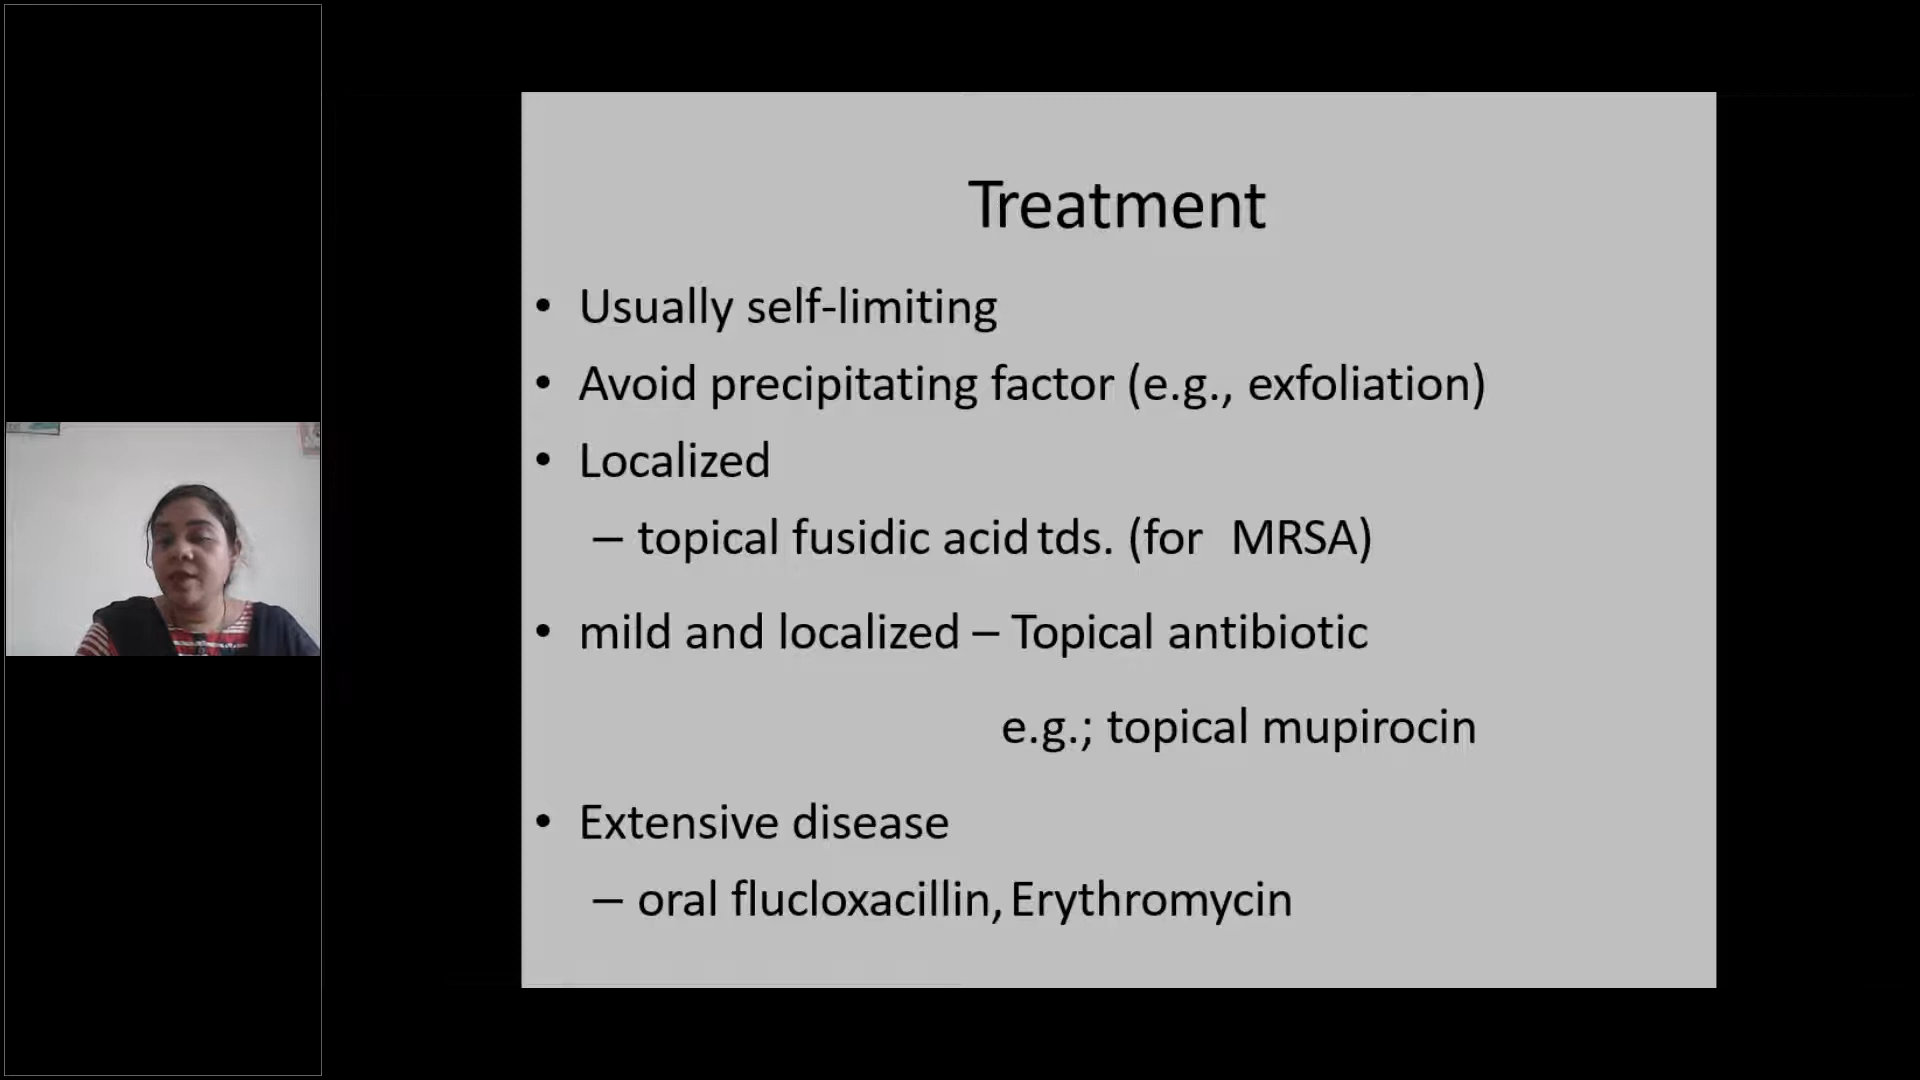 Treatment
• Usually self-limiting
• Avoid precipitating factor (e.g., exfoliation)
• Localized
– topical fusidic acid tds. (for MRSA)
• mild and localized – Topical antibiotic
e.g.; topical mupirocin
• Extensive disease
– oral flucloxacillin, Erythromycin